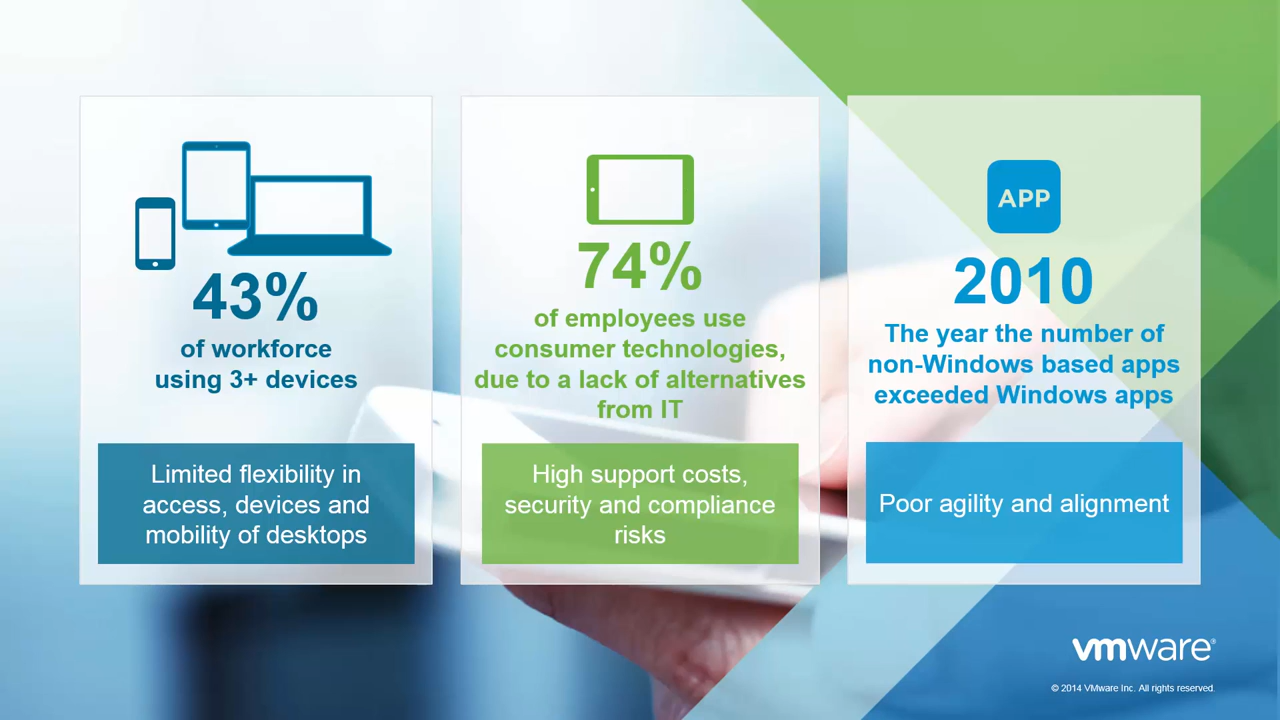 43%
of workforce
using 3+ devices
Limited flexibility in
access, devices and
mobility of desktops
74%
of employees use
consumer technologies,
due to a lack of alternatives
from IT
High support costs,
security and compliance
risks
APP
2010
The year the number of
non-Windows based apps
exceeded Windows apps
Poor agility and alignment
vmware®
© 2014 VMware Inc. All rights reserved.